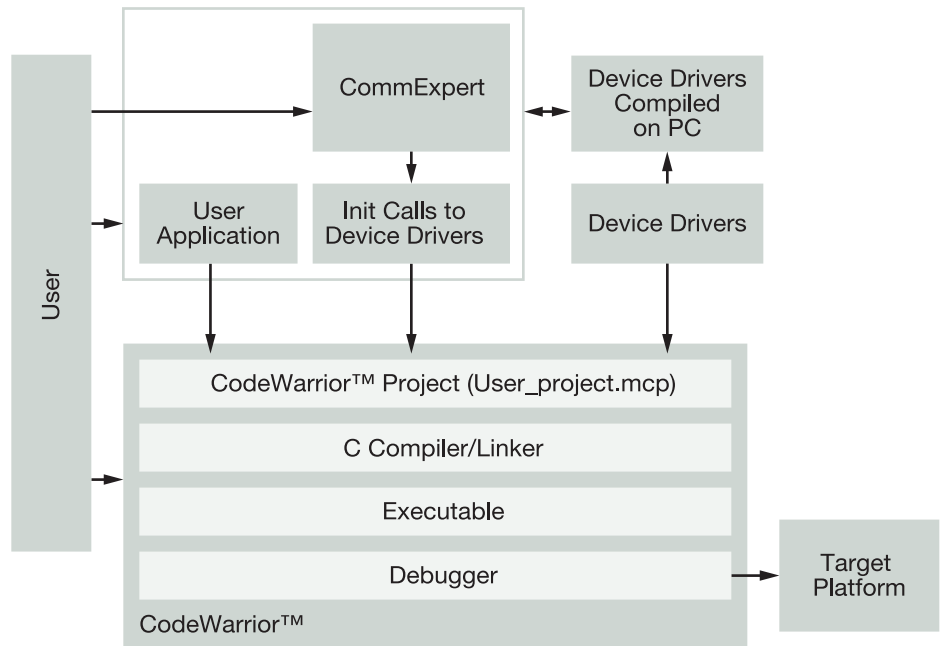 User
CommExpert
Device Drivers
Compiled
on PC
User
Application
Init Calls to
Device Drivers
Device Drivers
CodeWarrior™ Project (User_project.mcp)
C Compiler/Linker
Executable
Debugger
CodeWarrior™
Target
Platform